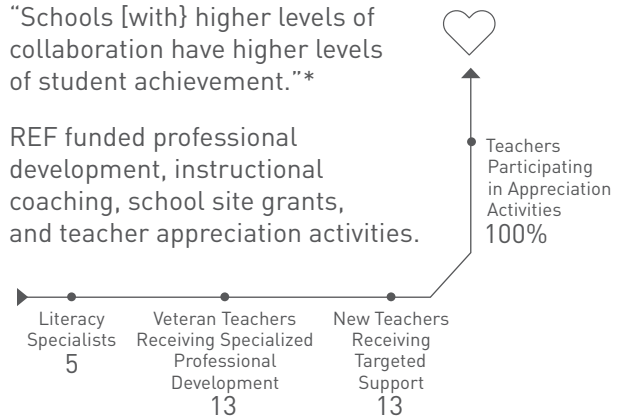 “Schools [with} higher levels of
collaboration have higher levels
of student achievement.”*
REF funded professional
development, instructional
coaching, school site grants,
and teacher appreciation activities.
Teachers
Participating
in Appreciation
Activities
100%
Literacy
Specialists
5
Veteran Teachers
Receiving Specialized
Professional
Development
13
New Teachers
Receiving
Targeted
Support
13